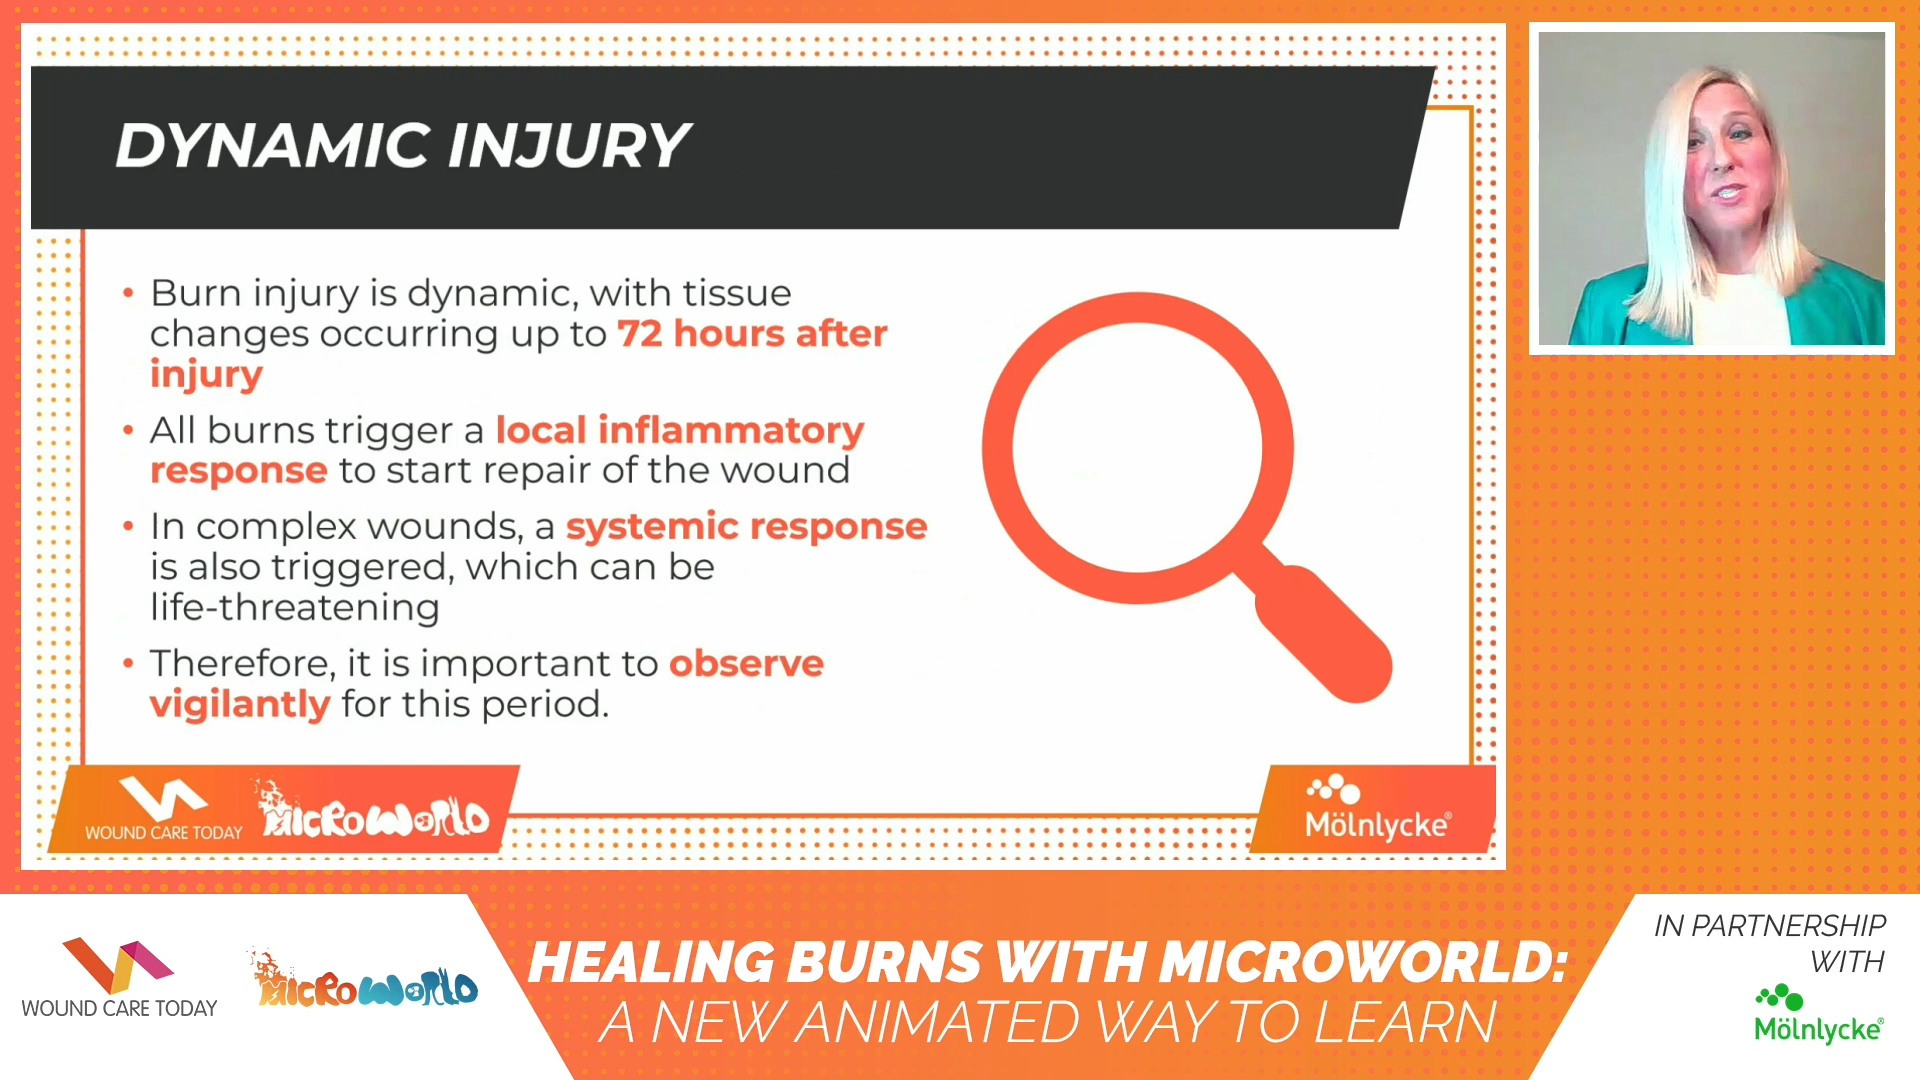 DYNAMIC INJURY
• Burn injury is dynamic, with tissue
changes occurring up to 72 hours after
injury
• All burns trigger a local inflammatory
response to start repair of the wound
• In complex wounds, a systemic response
is also triggered, which can be
life-threatening
• Therefore, it is important to observe
vigilantly for this period.
WOUND CARE TODAY
MICROWORLD
Mölnlycke®
WOUND CARE TODAY
MICROWORLD
HEALING BURNS WITH MICROWORLD:
A NEW ANIMATED WAY TO LEARN
IN PARTNERSHIP
WITH
Mölnlycke®